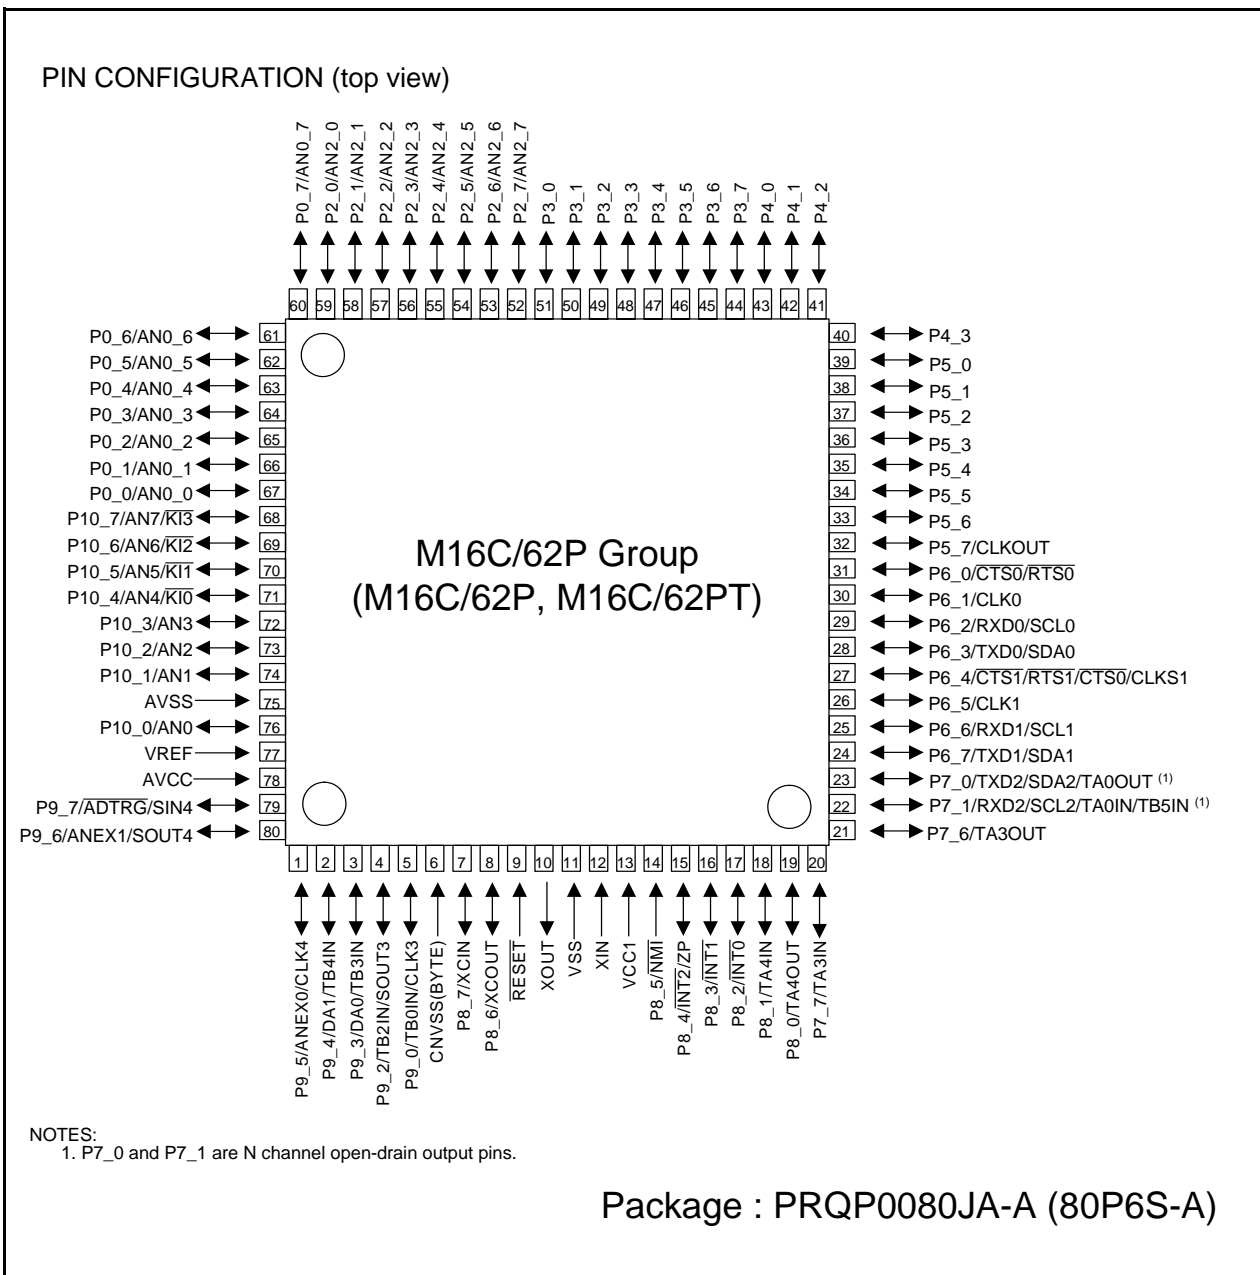 PIN CONFIGURATION (top view)
P0_7/AN0_7
P2_0/AN2_0
P2_1/AN2_1
P2_2/AN2_2
P2_3/AN2_3
P2_4/AN2_4
P2_5/AN2_5
P2_6/AN2_6
P2_7/AN2_7
P3_0
P3_1
P3_2
P3_3
P3_4
P3_5
P3_6
P3_7
P4_0
P4_1
P4_2
60 59 58 57 56 55 54 53 52 51 50 49 48 47 46 45 44 43 42 41
P0_6/AN0_6 61
P0_5/AN0_5 62
P0_4/AN0_4 63
P0_3/AN0_3 64
P0_2/AN0_2 65
P0_1/AN0_1 66
P0_0/AN0_0 67
P10_7/AN7/KI3 68
P10_6/AN6/KI2 69
P10_5/AN5/KI1 70
P10_4/AN4/KI0 71
P10_3/AN3 72
P10_2/AN2 73
P10_1/AN1 74
AVSS 75
P10_0/AN0 76
VREF 77
AVCC 78
P9_7/ADTRG/SIN4 79
P9_6/ANEX1/SOUT4 80
M16C/62P Group
(M16C/62P, M16C/62PT)
40 P4_3
39 P5_0
38 P5_1
37 P5_2
36 P5_3
35 P5_4
34 P5_5
33 P5_6
32 P5_7/CLKOUT
31 P6_0/CTS0/RTS0
30 P6_1/CLK0
29 P6_2/RXD0/SCL0
28 P6_3/TXD0/SDA0
27 P6_4/CTS1/RTS1/CTS0/CLKS1
26 P6_5/CLK1
25 P6_6/RXD1/SCL1
24 P6_7/TXD1/SDA1
23 P7_0/TXD2/SDA2/TA0OUT (1)
22 P7_1/RXD2/SCL2/TA0IN/TB5IN (1)
21 P7_6/TA3OUT
1 2 3 4 5 6 7 8 9 10 11 12 13 14 15 16 17 18 19 20
P9_5/ANEX0/CLK4
P9_4/DA1/TB4IN
P9_3/DA0/TB3IN
P9_2/TB2IN/SOUT3
P9_0/TB0IN/CLK3
CNVSS(BYTE)
P8_7/XCIN
P8_6/XCOUT
RESET
XOUT
VSS
XIN
VCC1
P8_5/NMI
P8_4/INT2/ZP
P8_3/INT1
P8_2/INT0
P8_1/TA4IN
P8_0/TA4OUT
P7_7/TA3IN
NOTES:
1. P7_0 and P7_1 are N channel open-drain output pins.
Package : PRQP0080JA-A (80P6S-A)